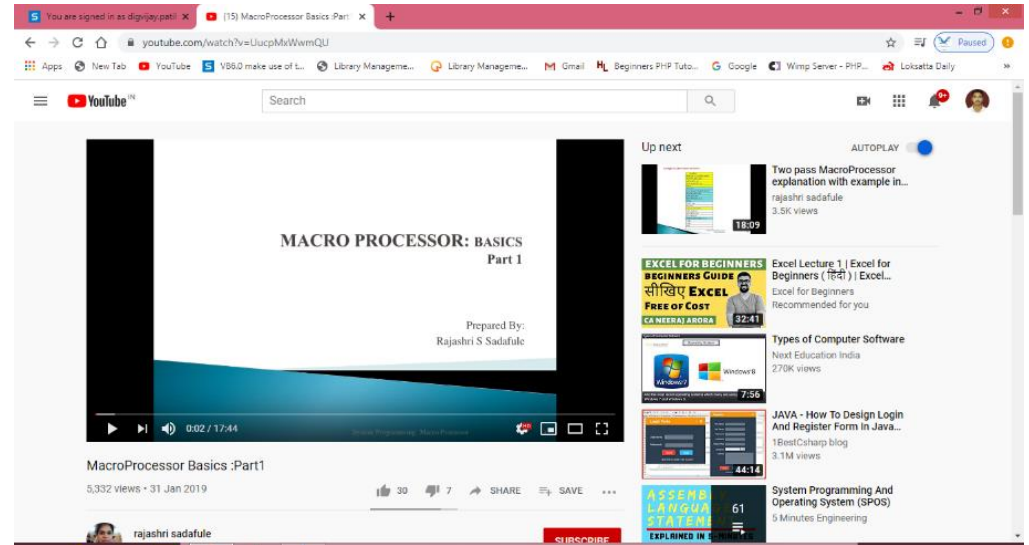 You are signed in as digvijay.patil
(15) MacroProcessor Basics :Part
youtube.com/watch?v=UucpMxWwmQU
Paused
Apps
New Tab
YouTube
VB6.0 make use of t...
Library Manageme...
Library Manageme...
Gmail
Beginners PHP Tuto...
Google
Wimp Server - PHP...
Loksatta Daily
YouTube IN
Search
9+
MACRO PROCESSOR: BASICS
Part 1
Prepared By:
Rajashri S Sadafule
0:02 / 17:44
MacroProcessor Basics :Part1
5,332 views • 31 Jan 2019
30
7
SHARE
SAVE
rajashri sadafule
SUBSCRIBE
Up next
AUTOPLAY
18:09
Two pass MacroProcessor
explanation with example in...
rajashri sadafule
3.5K views
EXCEL FOR BEGINNERS
BEGINNERS GUIDE
सीखिए EXCEL
FREE OF COST
CA NEERAJ ARORA
32:41
Excel Lecture 1 | Excel for
Beginners ( हिंदी ) | Excel...
Excel for Beginners
Recommended for you
Windows 8
7:56
Types of Computer Software
Next Education India
270K views
44:14
JAVA - How To Design Login
And Register Form In Java...
1BestCsharp blog
3.1M views
61
EXPLAINED IN 5-MINUTES
System Programming And
Operating System (SPOS)
5 Minutes Engineering